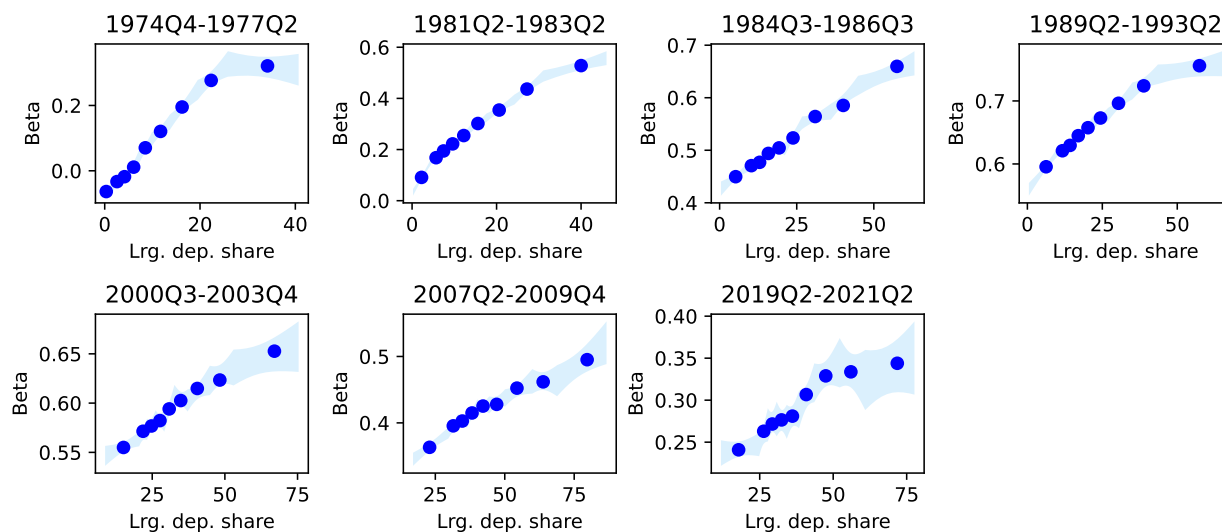 1974Q4-1977Q2
0.2
0.0
Beta
0
20
40
Lrg. dep. share
1981Q2-1983Q2
0.6
0.4
0.2
0.0
Beta
0
20
40
Lrg. dep. share
1984Q3-1986Q3
0.7
0.6
0.5
0.4
Beta
0
25
50
Lrg. dep. share
1989Q2-1993Q2
0.7
0.6
Beta
0
25
50
Lrg. dep. share
2000Q3-2003Q4
0.65
0.60
0.55
Beta
25
50
75
Lrg. dep. share
2007Q2-2009Q4
0.5
0.4
Beta
25
50
75
Lrg. dep. share
2019Q2-2021Q2
0.40
0.35
0.30
0.25
Beta
25
50
75
Lrg. dep. share